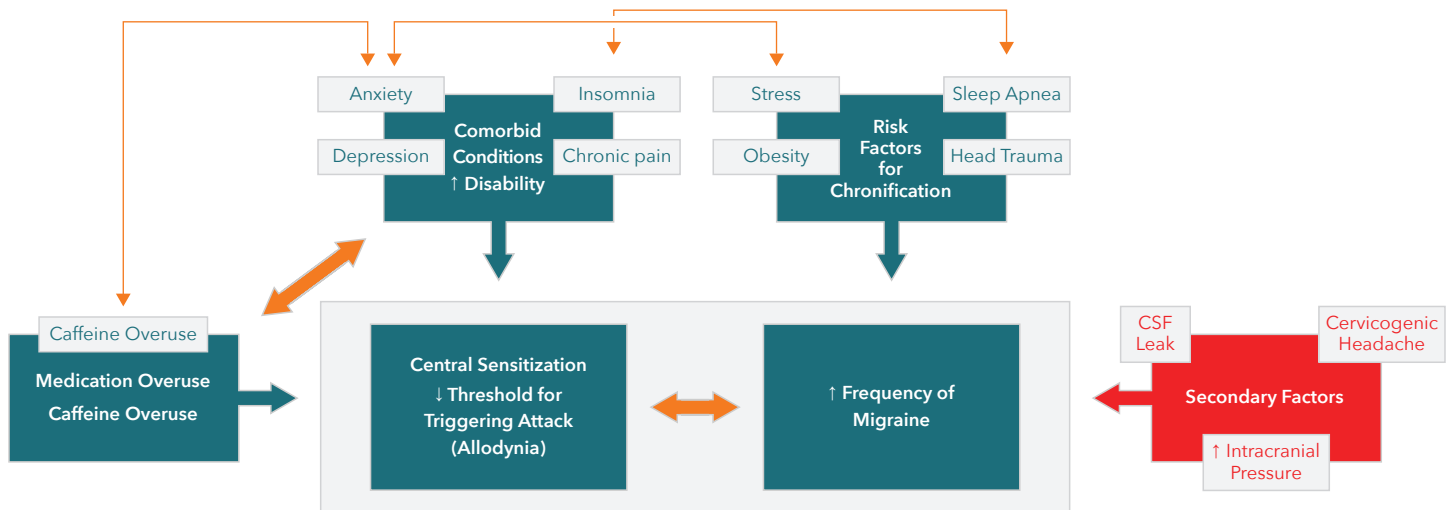 Anxiety
Insomnia
Depression
Chronic pain
Comorbid
Conditions
↑ Disability
Stress
Sleep Apnea
Obesity
Head Trauma
Risk
Factors
for
Chronification
Caffeine Overuse
Medication Overuse
Caffeine Overuse
Central Sensitization
↓ Threshold for
Triggering Attack
(Allodynia)
↑ Frequency of
Migraine
CSF
Leak
Cervicogenic
Headache
Secondary Factors
↑ Intracranial
Pressure